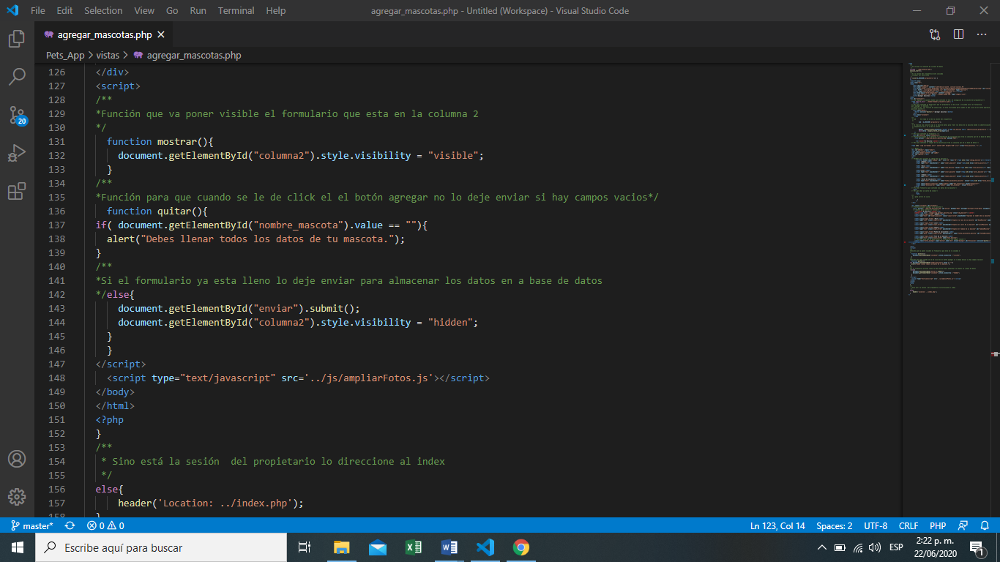 File Edit Selection View Go Run Terminal Help agregar_mascotas.php - Untitled (Workspace) - Visual Studio Code
agregar_mascotas.php
Pets_App > vistas > agregar_mascotas.php
126 </div>
127 <script>
128 /**
129 *Función que va poner visible el formulario que esta en la columna 2
130 */
131 function mostrar(){
132 document.getElementById("columna2").style.visibility = "visible";
133 }
134 /**
135 *Función para que cuando se le de click el el botón agregar no lo deje enviar si hay campos vacios*/
136 function quitar(){
137 if( document.getElementById("nombre_mascota").value == ""){
138 alert("Debes llenar todos los datos de tu mascota.");
139 }
140 /**
141 *Si el formulario ya esta lleno lo deje enviar para almacenar los datos en a base de datos
142 */else{
143 document.getElementById("enviar").submit();
144 document.getElementById("columna2").style.visibility = "hidden";
145 }
146 }
147 </script>
148 <script type="text/javascript" src='../js/ampliarFotos.js'></script>
149 </body>
150 </html>
151 <?php
152 }
153 /**
154 * Sino está la sesión  del propietario lo direccione al index
155 */
156 else{
157 header('Location: ../index.php');
158 }
20
master* 0 0 Ln 123, Col 14 Spaces: 2 UTF-8 CRLF PHP
Escribe aquí para buscar
ESP
2:22 p. m.
22/06/2020
1